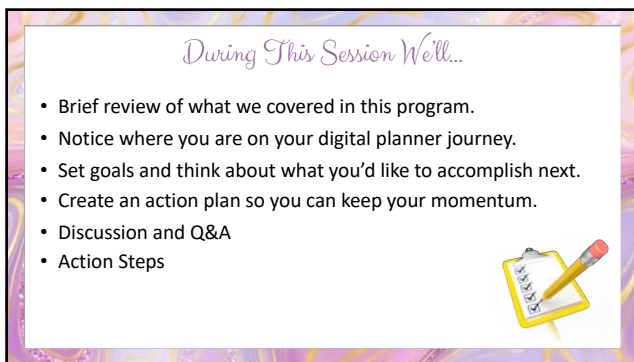 During This Session We'll...
• Brief review of what we covered in this program.
• Notice where you are on your digital planner journey.
• Set goals and think about what you'd like to accomplish next.
• Create an action plan so you can keep your momentum.
• Discussion and Q&A
• Action Steps